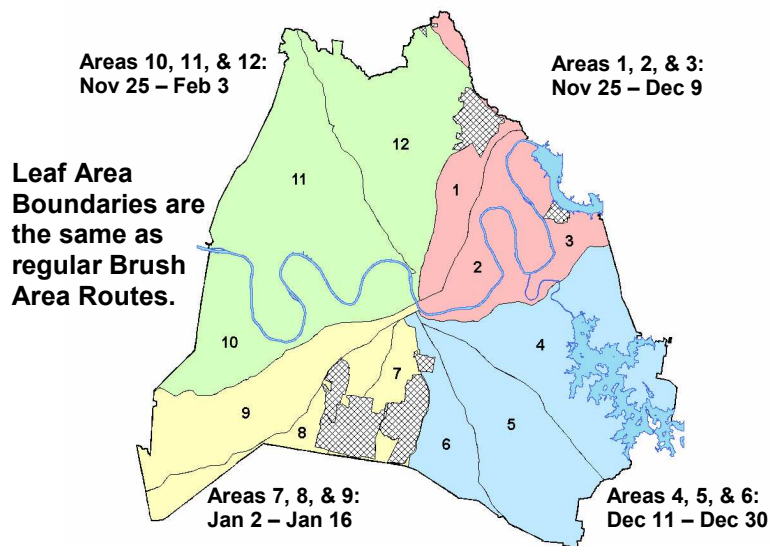 Areas 10, 11, & 12:
Nov 25 – Feb 3
Areas 1, 2, & 3:
Nov 25 – Dec 9
Leaf Area
Boundaries are
the same as
regular Brush
Area Routes.
12
11
1
3
2
10
4
7
9
5
8
6
Areas 7, 8, & 9:
Jan 2 – Jan 16
Areas 4, 5, & 6:
Dec 11 – Dec 30